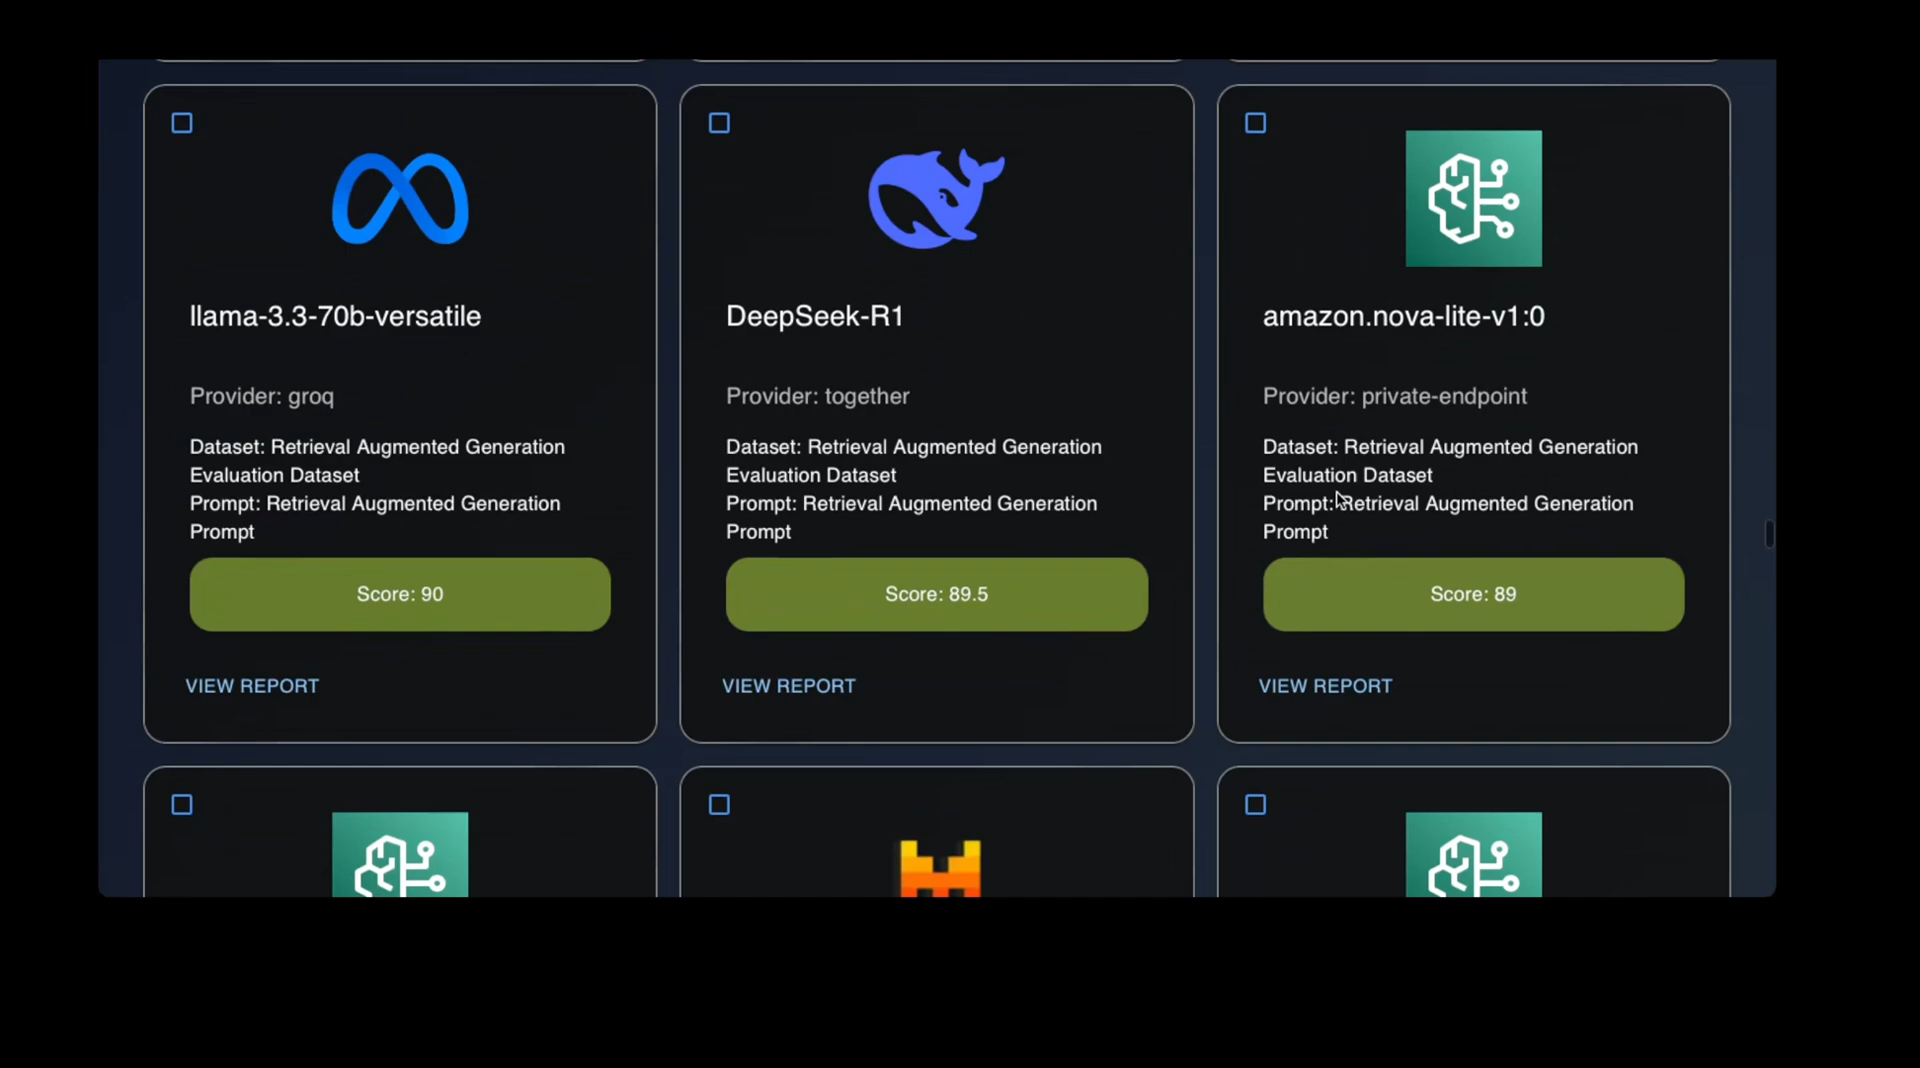 llama-3.3-70b-versatile
Provider: groq
Dataset: Retrieval Augmented Generation
Evaluation Dataset
Prompt: Retrieval Augmented Generation
Prompt
Score: 90
VIEW REPORT
DeepSeek-R1
Provider: together
Dataset: Retrieval Augmented Generation
Evaluation Dataset
Prompt: Retrieval Augmented Generation
Prompt
Score: 89.5
VIEW REPORT
amazon.nova-lite-v1:0
Provider: private-endpoint
Dataset: Retrieval Augmented Generation
Evaluation Dataset
Prompt: Retrieval Augmented Generation
Prompt
Score: 89
VIEW REPORT